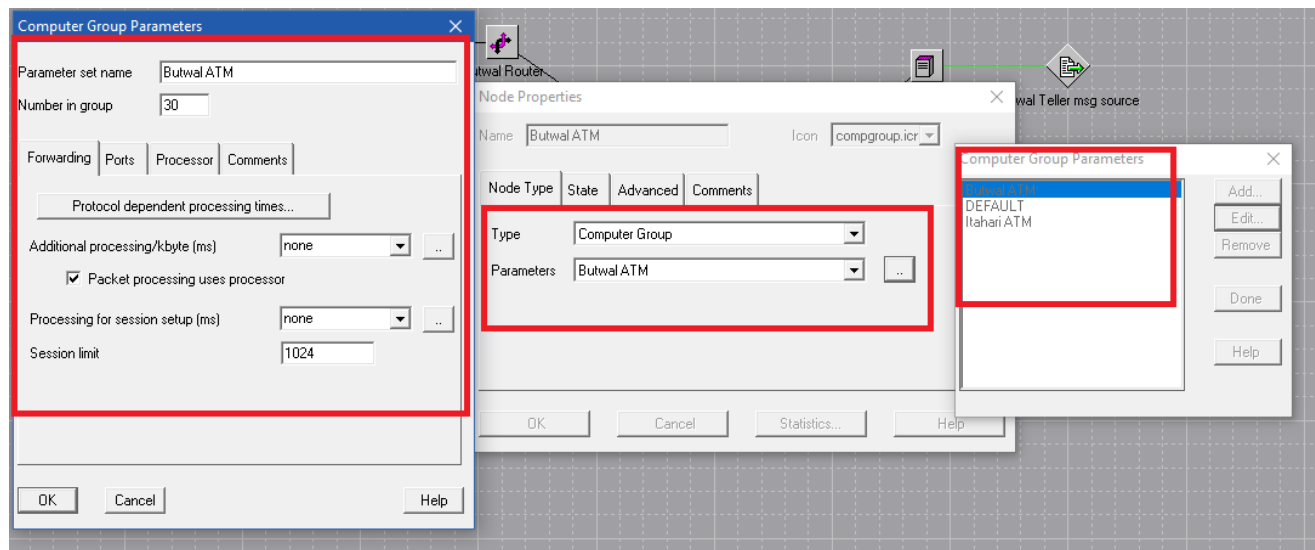 Computer Group Parameters
Parameter set name Butwal ATM
Number in group 30
Forwarding Ports Processor Comments
Protocol dependent processing times...
Additional processing/kbyte (ms) none ..
Packet processing uses processor
Processing for session setup (ms) none ..
Session limit 1024
OK Cancel Help
twal Router
Node Properties
Name Butwal ATM Icon compgroup.icr
Node Type State Advanced Comments
Type Computer Group
Parameters Butwal ATM ..
OK Cancel Statistics... Help
wal Teller msg source
Computer Group Parameters
Butwal ATM
DEFAULT
Itahari ATM
Add...
Edit...
Remove
Done
Help